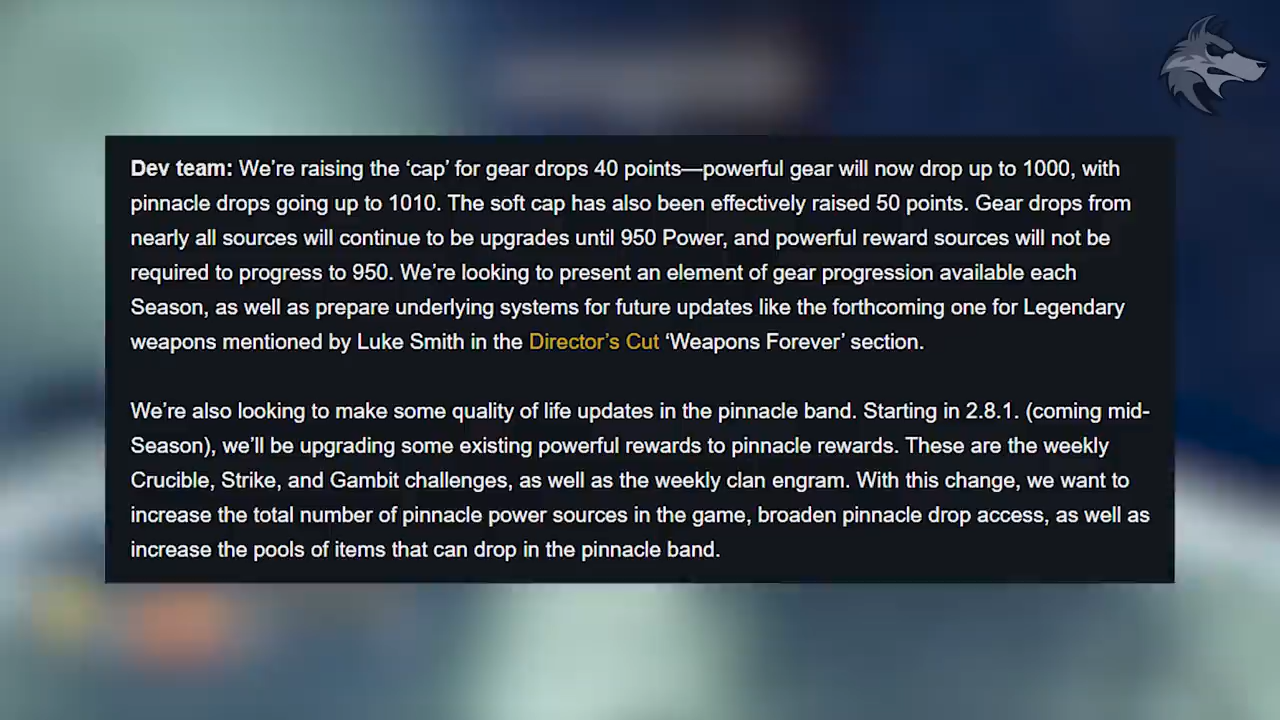 Dev team: We’re raising the ‘cap’ for gear drops 40 points—powerful gear will now drop up to 1000, with
pinnacle drops going up to 1010. The soft cap has also been effectively raised 50 points. Gear drops from
nearly all sources will continue to be upgrades until 950 Power, and powerful reward sources will not be
required to progress to 950. We’re looking to present an element of gear progression available each
Season, as well as prepare underlying systems for future updates like the forthcoming one for Legendary
weapons mentioned by Luke Smith in the Director’s Cut ‘Weapons Forever’ section.
We’re also looking to make some quality of life updates in the pinnacle band. Starting in 2.8.1. (coming mid-
Season), we’ll be upgrading some existing powerful rewards to pinnacle rewards. These are the weekly
Crucible, Strike, and Gambit challenges, as well as the weekly clan engram. With this change, we want to
increase the total number of pinnacle power sources in the game, broaden pinnacle drop access, as well as
increase the pools of items that can drop in the pinnacle band.